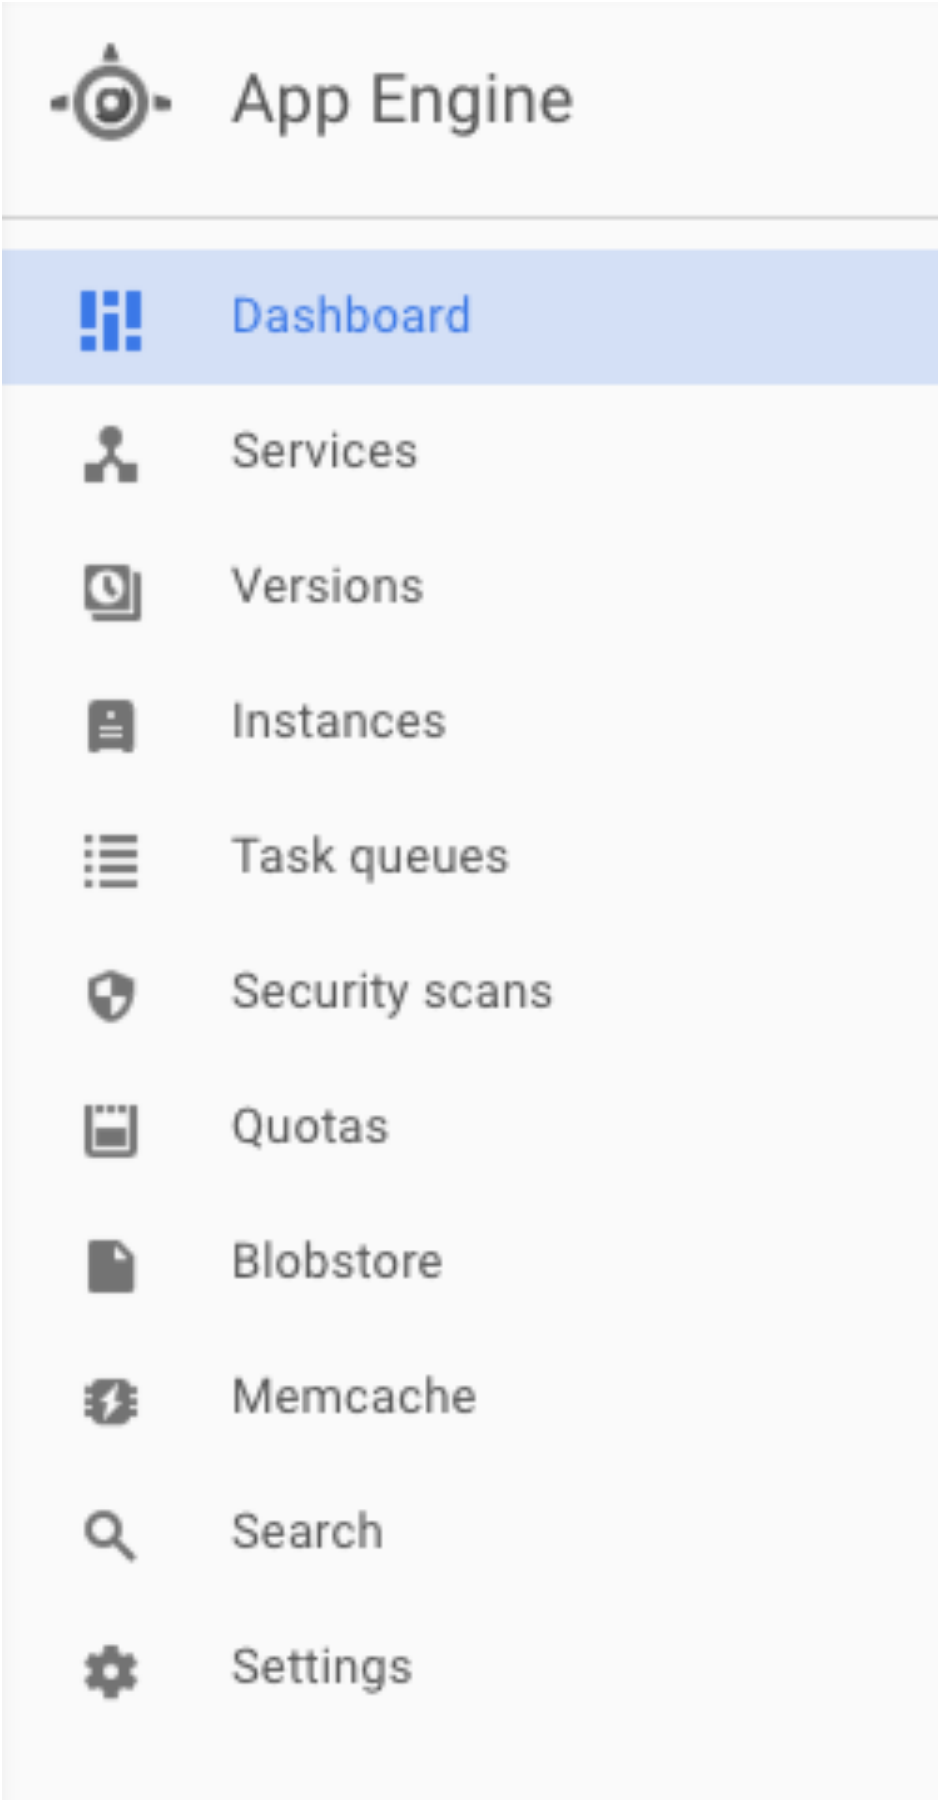 App Engine
Dashboard
Services
Versions
Instances
Task queues
Security scans
Quotas
Blobstore
Memcache
Search
Settings